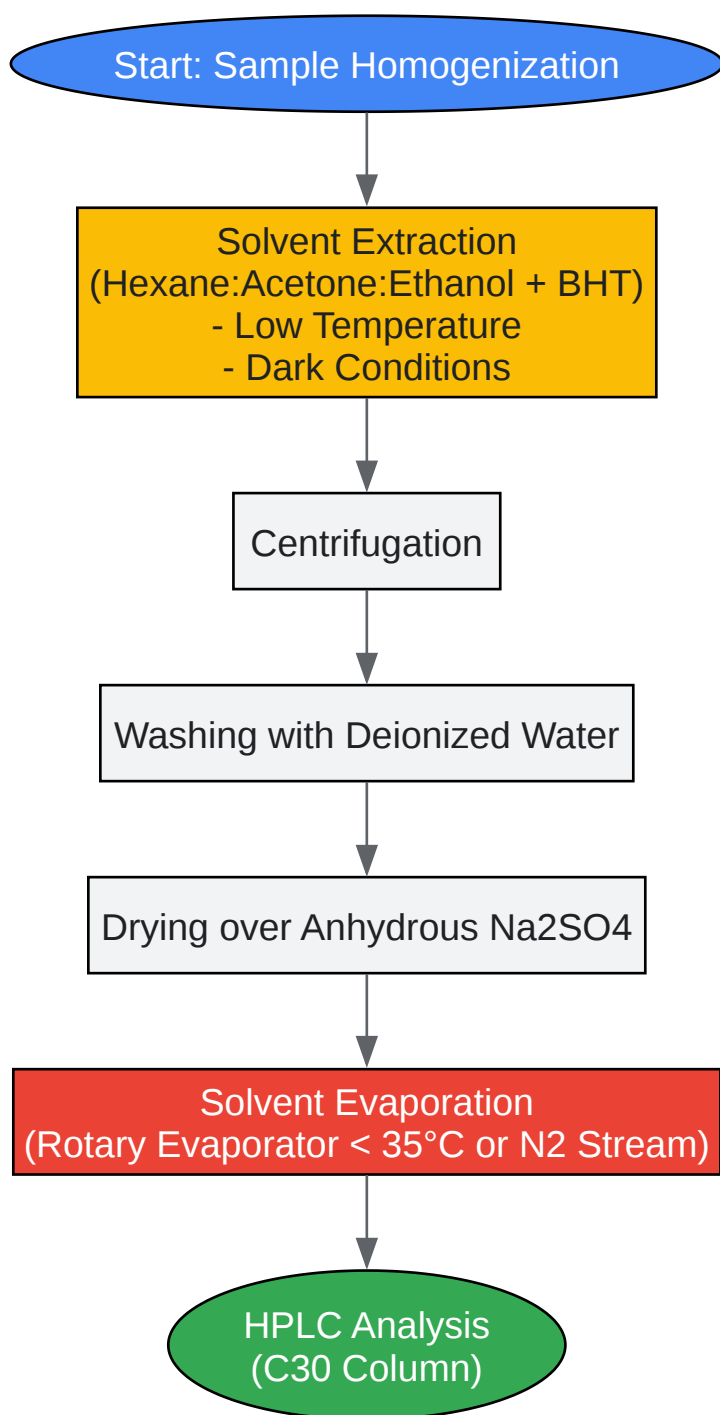 Start: Sample Homogenization
Solvent Extraction
(Hexane:Acetone:Ethanol + BHT)
- Low Temperature
- Dark Conditions
Centrifugation
Washing with Deionized Water
Drying over Anhydrous Na2SO4
Solvent Evaporation
(Rotary Evaporator < 35°C or N2 Stream)
HPLC Analysis
(C30 Column)